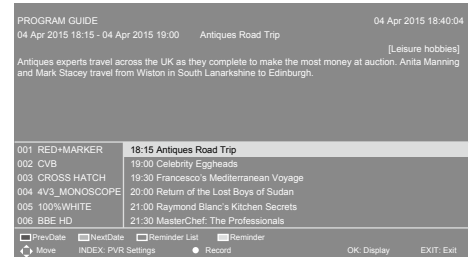 PROGRAM GUIDE 04 Apr 2015 18:40:04
04 Apr 2015 18:15 - 04 Apr 2015 19:00 Antiques Road Trip
[Leisure hobbies]
Antiques experts travel across the UK as they complete to make the most money at auction. Anita Manning
and Mark Stacey travel from Wiston in South Lanarkshire to Edinburgh.
001 RED+MARKER 18:15 Antiques Road Trip
002 CVB 19:00 Celebrity Eggheads
003 CROSS HATCH 19:30 Francesco's Mediterranean Voyage
004 4V3_MONOSCOPE 20:00 Return of the Lost Boys of Sudan
005 100%WHITE 21:00 Raymond Blanc's Kitchen Secrets
006 BBE HD 21:30 MasterChef: The Professionals
PrevDate NextDate Reminder List Reminder
Move INDEX: PVR Settings Record OK: Display EXIT: Exit